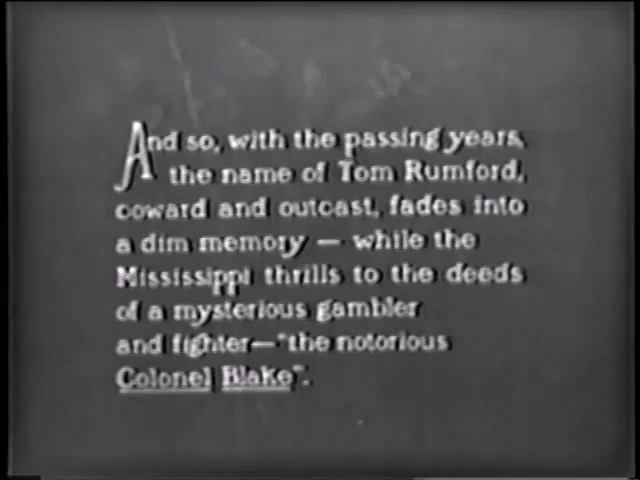 And so, with the passing years,
the name of Tom Rumford,
coward and outcast, fades into
a dim memory — while the
Mississippi thrills to the deeds
of a mysterious gambler
and fighter—"the notorious
Colonel Blake".